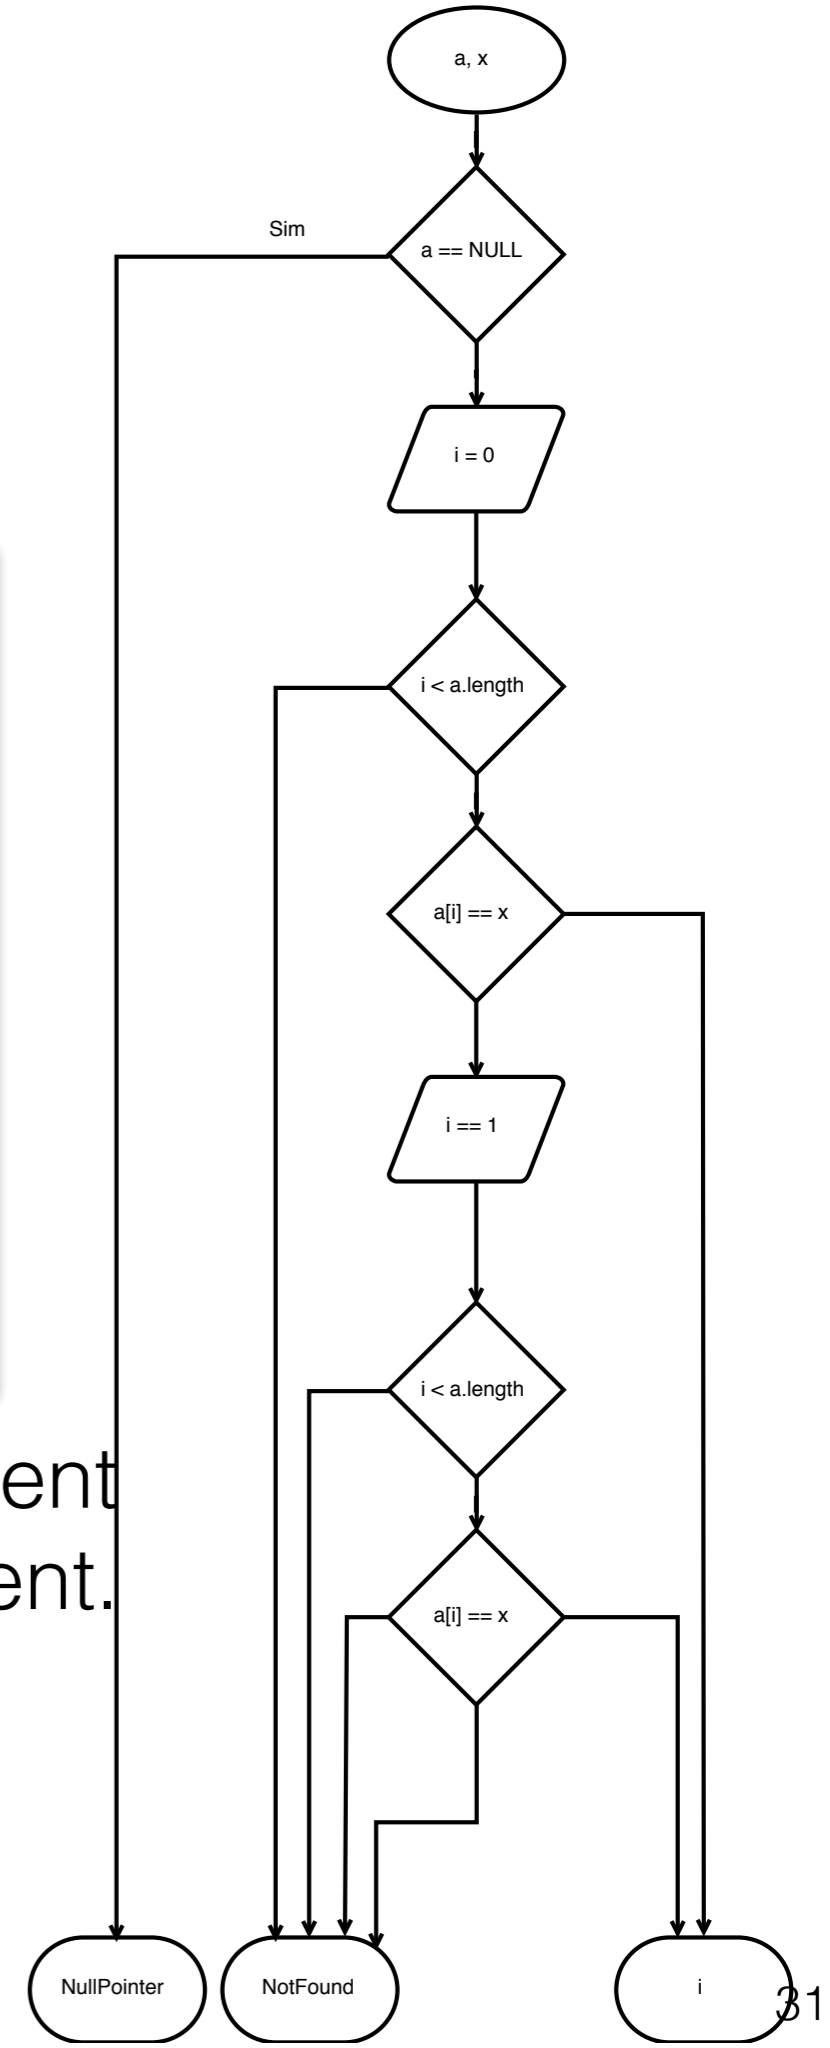 a, x
Sim
a == NULL
i = 0
i < a.length
a[i] == x
i == 1
i < a.length
ent
ent.
a[i] == x
NullPointer
NotFound
i
31